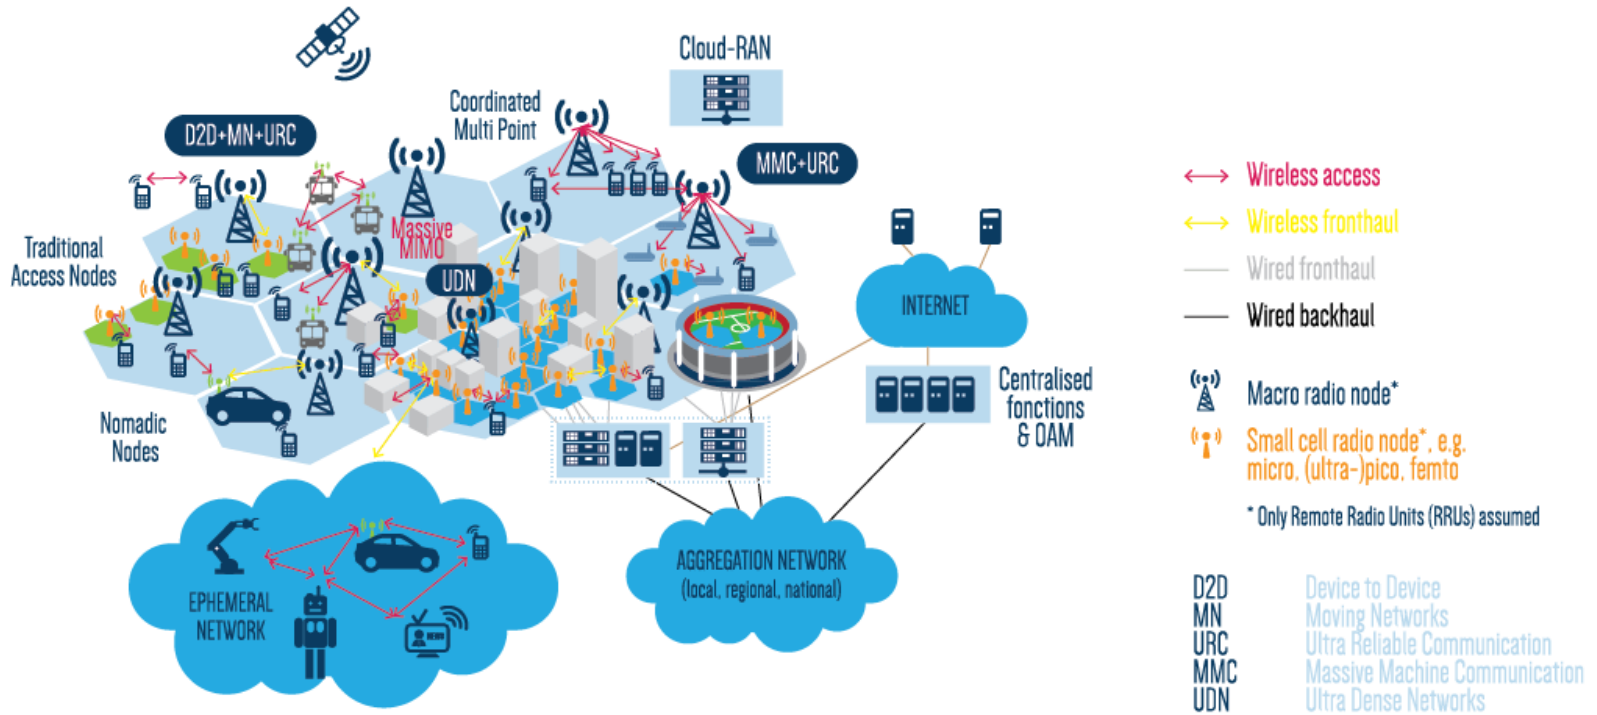 Cloud-RAN
Coordinated
Multi Point
D2D+MN+URC
MMC+URC
Massive
MIMO
Traditional
Access Nodes
UDN
INTERNET
Nomadic
Nodes
Centralised
fonctions
& OAM
AGGREGATION NETWORK
(local, regional, national)
EPHEMERAL
NETWORK
NEWS
Wireless access
Wireless fronthaul
Wired fronthaul
Wired backhaul
Macro radio node*
Small cell radio node*, e.g.
micro, (ultra-)pico, femto
* Only Remote Radio Units (RRUs) assumed
D2D Device to Device
MN Moving Networks
URC Ultra Reliable Communication
MMC Massive Machine Communication
UDN Ultra Dense Networks